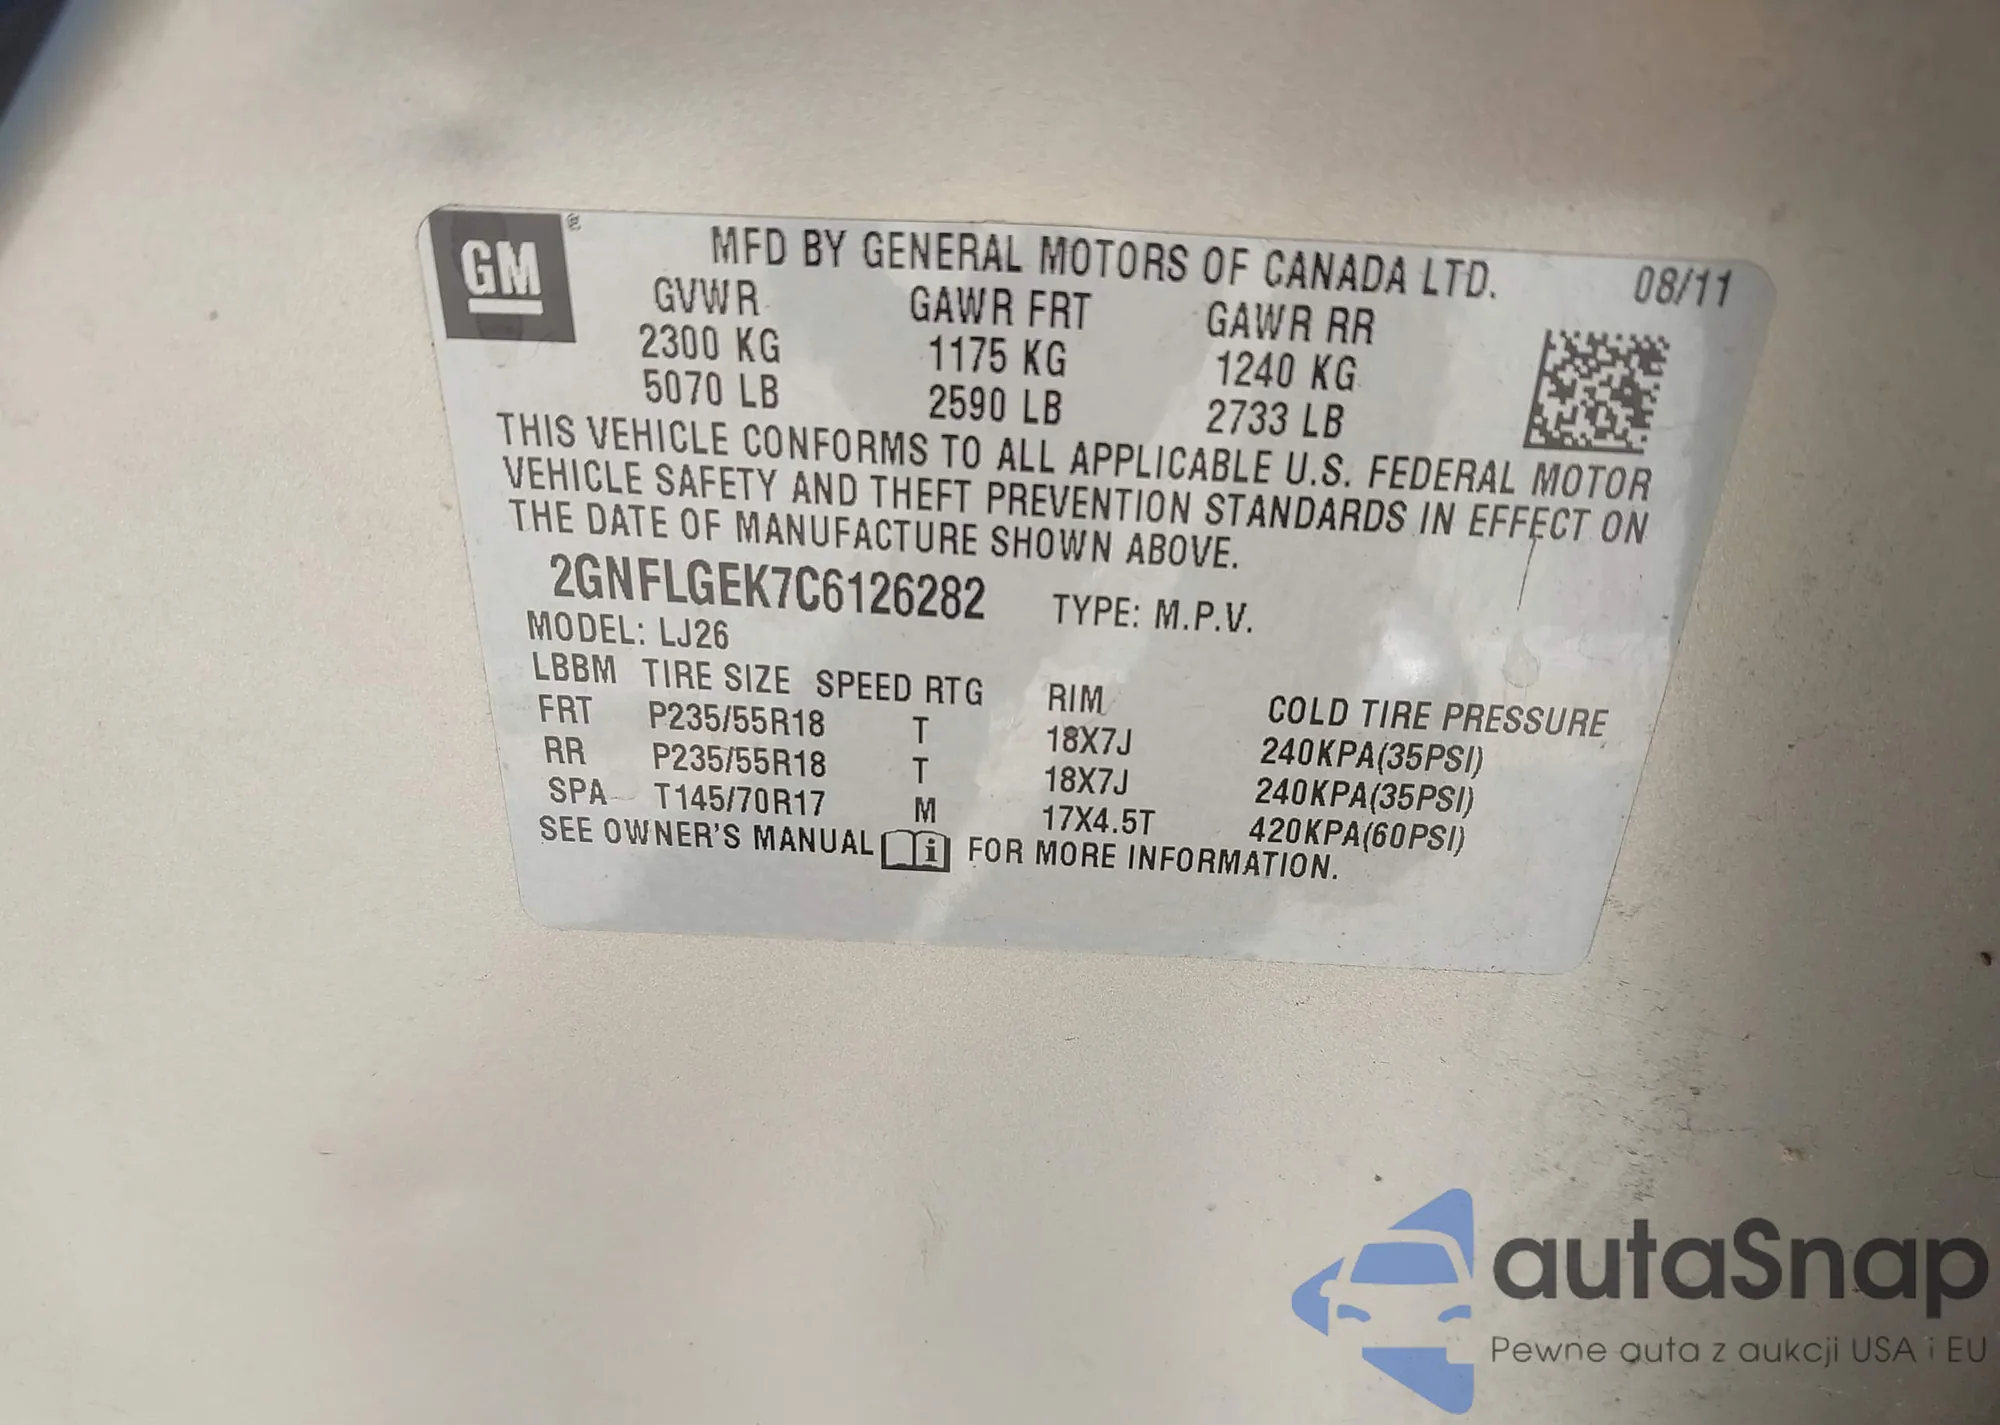 GM ®
MFD BY GENERAL MOTORS OF CANADA LTD. 08/11
GVWR GAWR FRT GAWR RR
2300 KG 1175 KG 1240 KG
5070 LB 2590 LB 2733 LB
THIS VEHICLE CONFORMS TO ALL APPLICABLE U.S. FEDERAL MOTOR
VEHICLE SAFETY AND THEFT PREVENTION STANDARDS IN EFFECT ON
THE DATE OF MANUFACTURE SHOWN ABOVE.
2GNFLGEK7C6126282 TYPE: M.P.V.
MODEL: LJ26
LBBM TIRE SIZE SPEED RTG RIM COLD TIRE PRESSURE
FRT P235/55R18 T 18X7J 240KPA(35PSI)
RR P235/55R18 T 18X7J 240KPA(35PSI)
SPA T145/70R17 M 17X4.5T 420KPA(60PSI)
SEE OWNER'S MANUAL i FOR MORE INFORMATION.
autaSnap
Pewne auta z aukcji USA i EU